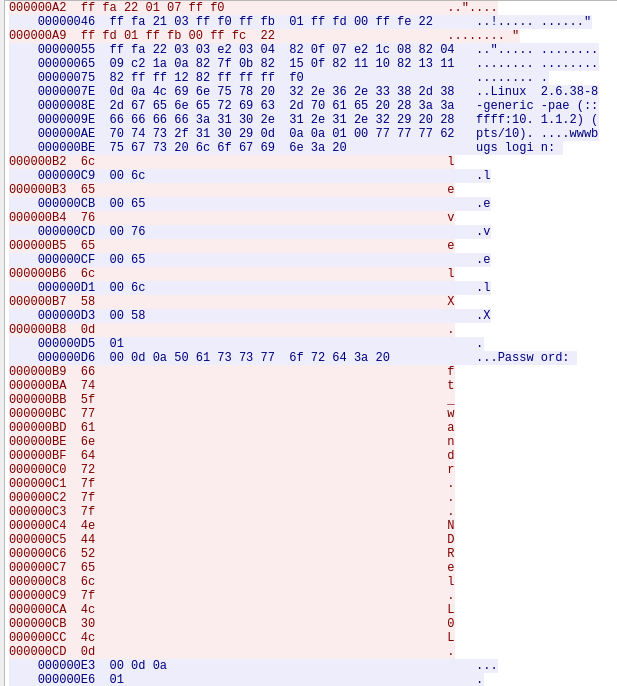 000000A2 ff fa 22 01 07 ff f0 .."....
00000046 ff fa 21 03 ff f0 ff fb 01 ff fd 00 ff fe 22 ..!..... ......"
000000A9 ff fd 01 ff fb 00 ff fc 22 ........ "
00000055 ff fa 22 03 03 e2 03 04 82 0f 07 e2 1c 08 82 04 .."..... ........
00000065 09 c2 1a 0a 82 7f 0b 82 15 0f 82 11 10 82 13 11 ........ ........
00000075 82 ff ff 12 82 ff ff ff f0 ........ .
0000007E 0d 0a 4c 69 6e 75 78 20 32 2e 36 2e 33 38 2d 38 ..Linux 2.6.38-8
0000008E 2d 67 65 6e 65 72 69 63 2d 70 61 65 20 28 3a 3a -generic -pae (::
0000009E 66 66 66 66 3a 31 30 2e 31 2e 31 2e 32 29 20 28 ffff:10. 1.1.2) (
000000AE 70 74 73 2f 31 30 29 0d 0a 0a 01 00 77 77 77 62 pts/10). ....wwwb
000000BE 75 67 73 20 6c 6f 67 69 6e 3a 20 ugs logi n:
000000B2 6c l
000000C9 00 6c .l
000000B3 65 e
000000CB 00 65 .e
000000B4 76 v
000000CD 00 76 .v
000000B5 65 e
000000CF 00 65 .e
000000B6 6c l
000000D1 00 6c .l
000000B7 58 X
000000D3 00 58 .X
000000B8 0d .
000000D5 01 .
000000D6 00 0d 0a 50 61 73 73 77 6f 72 64 3a 20 ...Passw ord:
000000B9 66 f
000000BA 74 t
000000BB 5f _
000000BC 77 w
000000BD 61 a
000000BE 6e n
000000BF 64 d
000000C0 72 r
000000C1 7f .
000000C2 7f .
000000C3 7f .
000000C4 4e N
000000C5 44 D
000000C6 52 R
000000C7 65 e
000000C8 6c l
000000C9 7f .
000000CA 4c L
000000CB 30 0
000000CC 4c L
000000CD 0d .
000000E3 00 0d 0a ...
000000E6 01 .